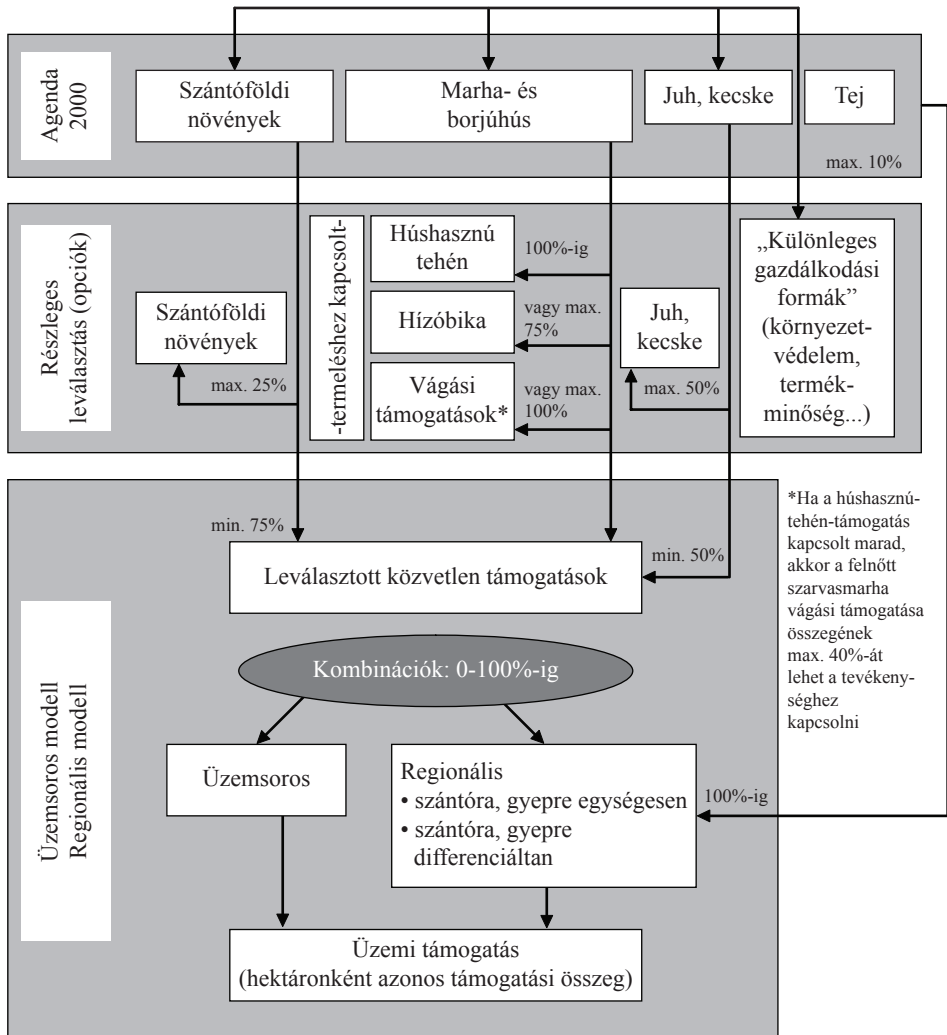 Agenda
2000
Szántóföldi
növények
Marha- és
borjúhús
Juh, kecske
Tej
max. 10%
Részleges
leválasztás (opciók)
Szántóföldi
növények
max. 25%
termeléshez kapcsolt-
-
Húshasznú
tehén
100%-ig
Hízóbika
vagy max.
75%
Vágási
támogatások*
vagy max.
100%
Juh,
kecske
max. 50%
„Különleges
gazdálkodási
formák”
(környezet-
védelem,
termék-
minőség...)
Üzemsoros modell
Regionális modell
min. 75%
min. 50%
Leválasztott közvetlen támogatások
Kombinációk: 0-100%-ig
Üzemsoros
Regionális
• szántóra, gyepre egységesen
• szántóra, gyepre
differenciáltan
100%-ig
Üzemi támogatás
(hektáronként azonos támogatási összeg)
*Ha a húshasznú-
tehén-támogatás
kapcsolt marad,
akkor a felnőtt
szarvasmarha
vágási támogatása
összegének
max. 40%-át
lehet a tevékeny-
séghez
kapcsolni